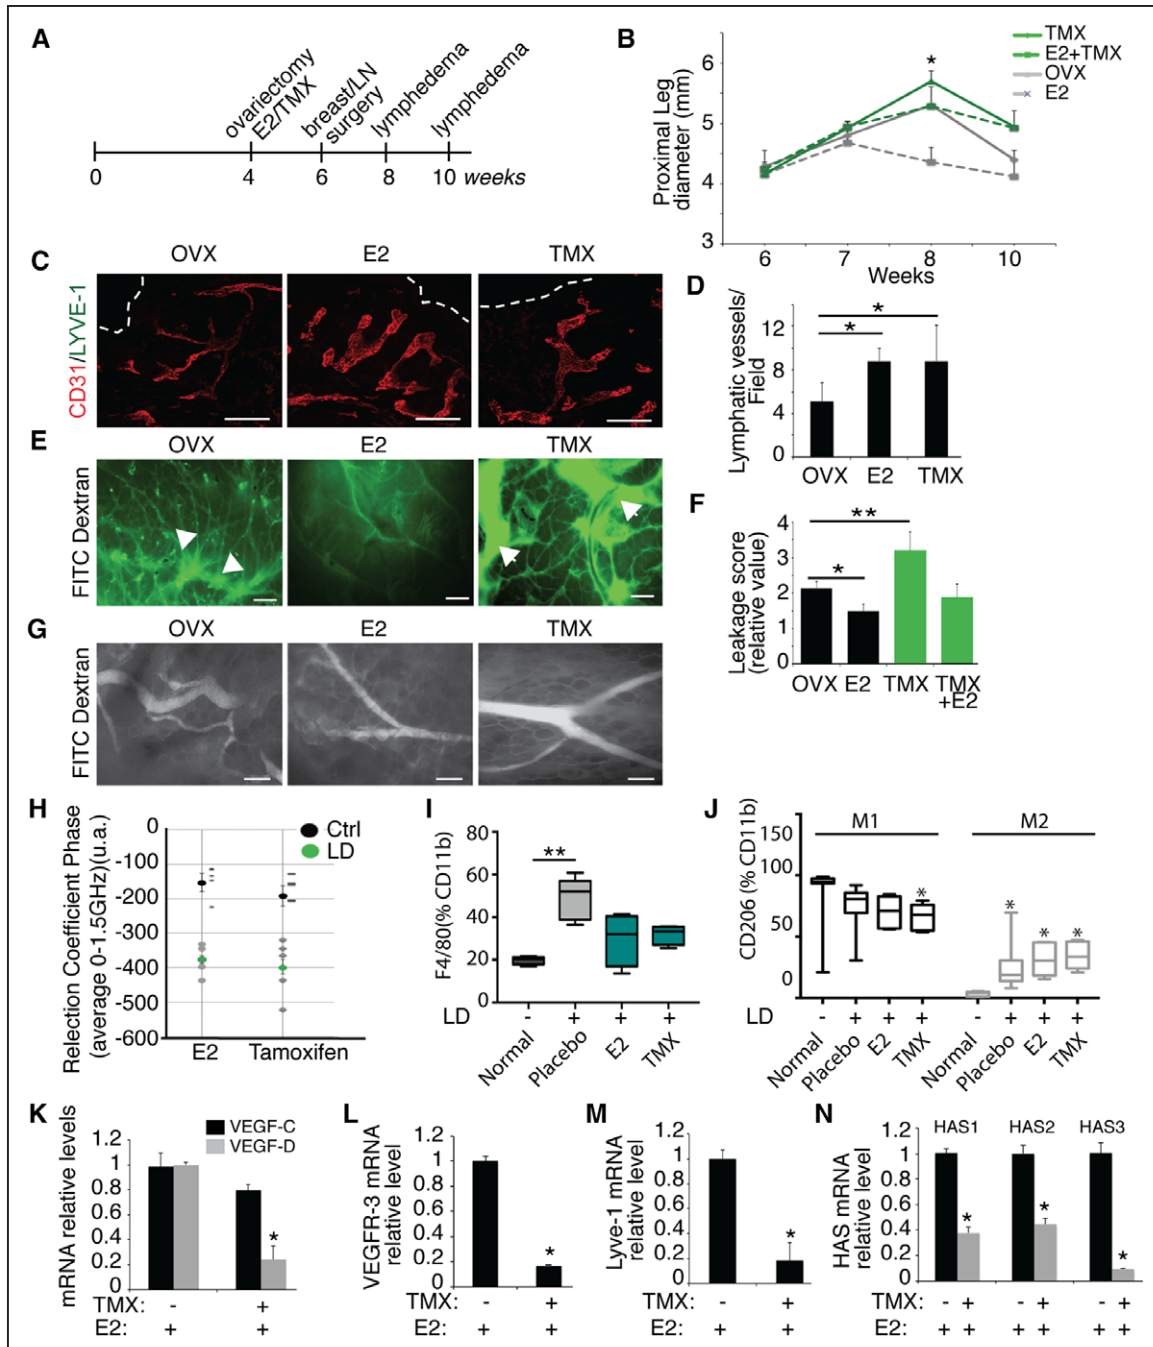 A
ovariectomy
E2/TMX
breast/LN
surgery
lymphedema
lymphedema
0 4 6 8 10 weeks
B
TMX
E2+TMX
OVX
E2
Proximal Leg
diameter (mm)
6
5
4
3
*
6 7 8 10
Weeks
C
OVX E2 TMX
CD31/LYVE-1
D
Lymphatic vessels/
Field
12
8
4
0
*
*
OVX E2 TMX
E
OVX E2 TMX
FITC Dextran
F
Leakage score
(relative value)
4
3
2
1
0
**
*
OVX E2 TMX TMX
+E2
G
OVX E2 TMX
FITC Dextran
H
Relection Coefficient Phase
(average 0-1.5GHz)(u.a.)
0
-100
-200
-300
-400
-500
-600
Ctrl
LD
E2 Tamoxifen
I
F4/80(% CD11b)
80
60
40
20
0
**
LD - + + +
Normal Placebo E2 TMX
J
CD206 (% CD11b)
150
100
50
0
M1 M2
* * * *
LD - + + + - + + +
Normal Placebo E2 TMX Normal Placebo E2 TMX
K
mRNA relative levels
VEGF-C
VEGF-D
1.2
1
0.8
0.6
0.4
0.2
0
*
TMX: - +
E2: + +
L
VEGFR-3 mRNA
relative level
1.2
1
0.8
0.6
0.4
0.2
0
*
TMX: - +
E2: + +
M
Lyve-1 mRNA
relative level
1.2
1
0.8
0.6
0.4
0.2
0
*
TMX: - +
E2: + +
N
HAS mRNA
relative level
HAS1 HAS2 HAS3
1.2
1
0.8
0.6
0.4
0.2
0
* * *
TMX: - + - + - +
E2: + + + + + +